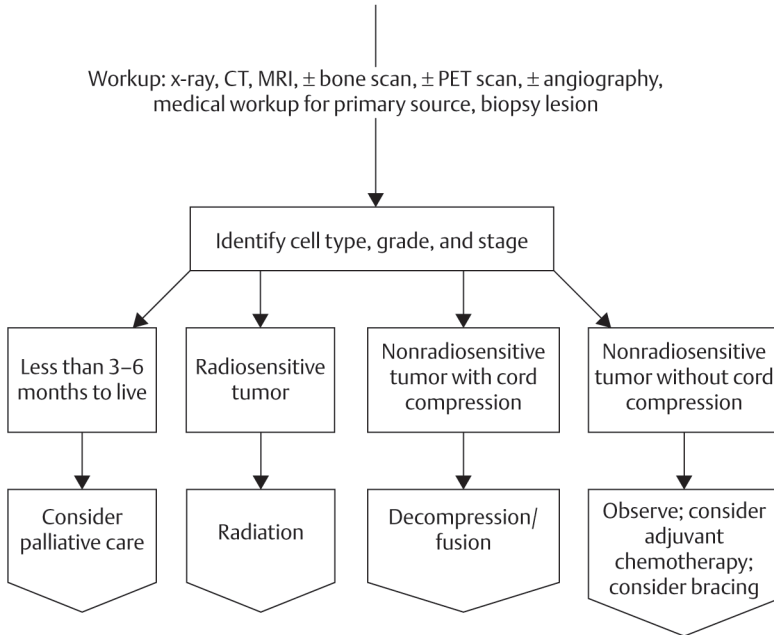 Workup: x-ray, CT, MRI, ± bone scan, ± PET scan, ± angiography,
medical workup for primary source, biopsy lesion
Identify cell type, grade, and stage
Less than 3–6
months to live
Radiosensitive
tumor
Nonradiosensitive
tumor with cord
compression
Nonradiosensitive
tumor without cord
compression
Consider
palliative care
Radiation
Decompression/
fusion
Observe; consider
adjuvant
chemotherapy;
consider bracing